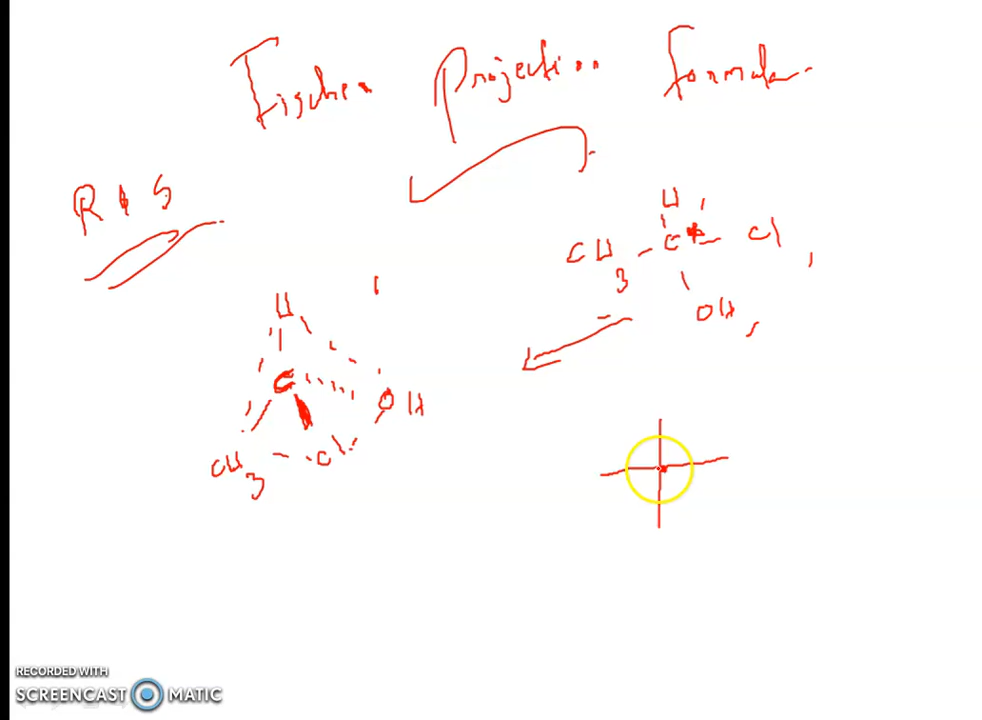 Fischer Projection Formula
R & S
H
CH3 - C* - Cl,
OH,
H
C
OH
CH3 Cl
RECORDED WITH
SCREENCAST MATIC